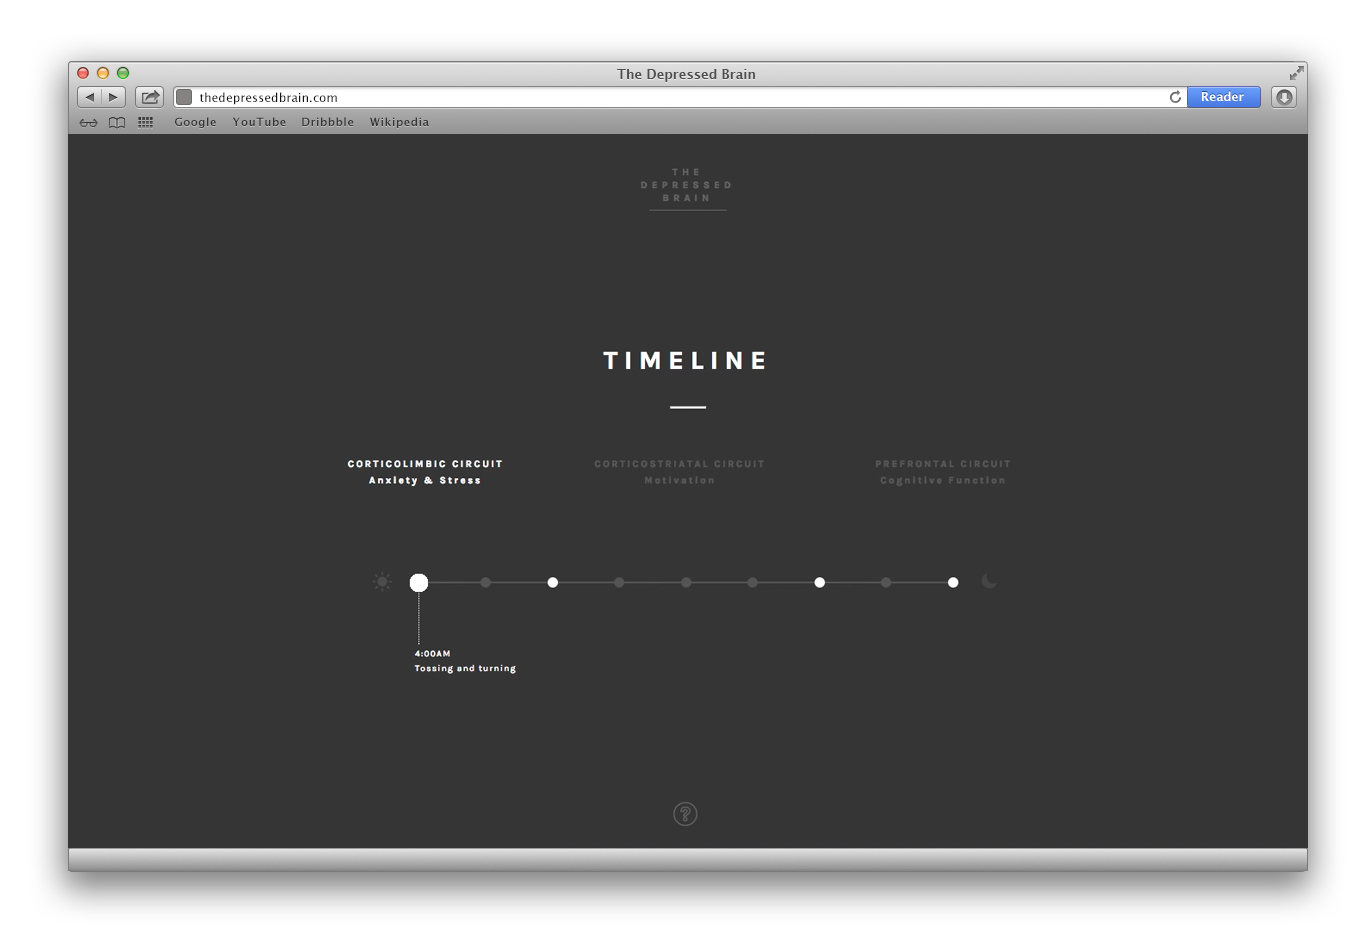 The Depressed Brain
thedepressedbrain.com
Reader
Google YouTube Dribbble Wikipedia
THE
DEPRESSED
BRAIN
TIMELINE
CORTICOLIMBIC CIRCUIT
Anxiety & Stress
CORTICOSTRIATAL CIRCUIT
Motivation
PREFRONTAL CIRCUIT
Cognitive Function
4:00AM
Tossing and turning
?